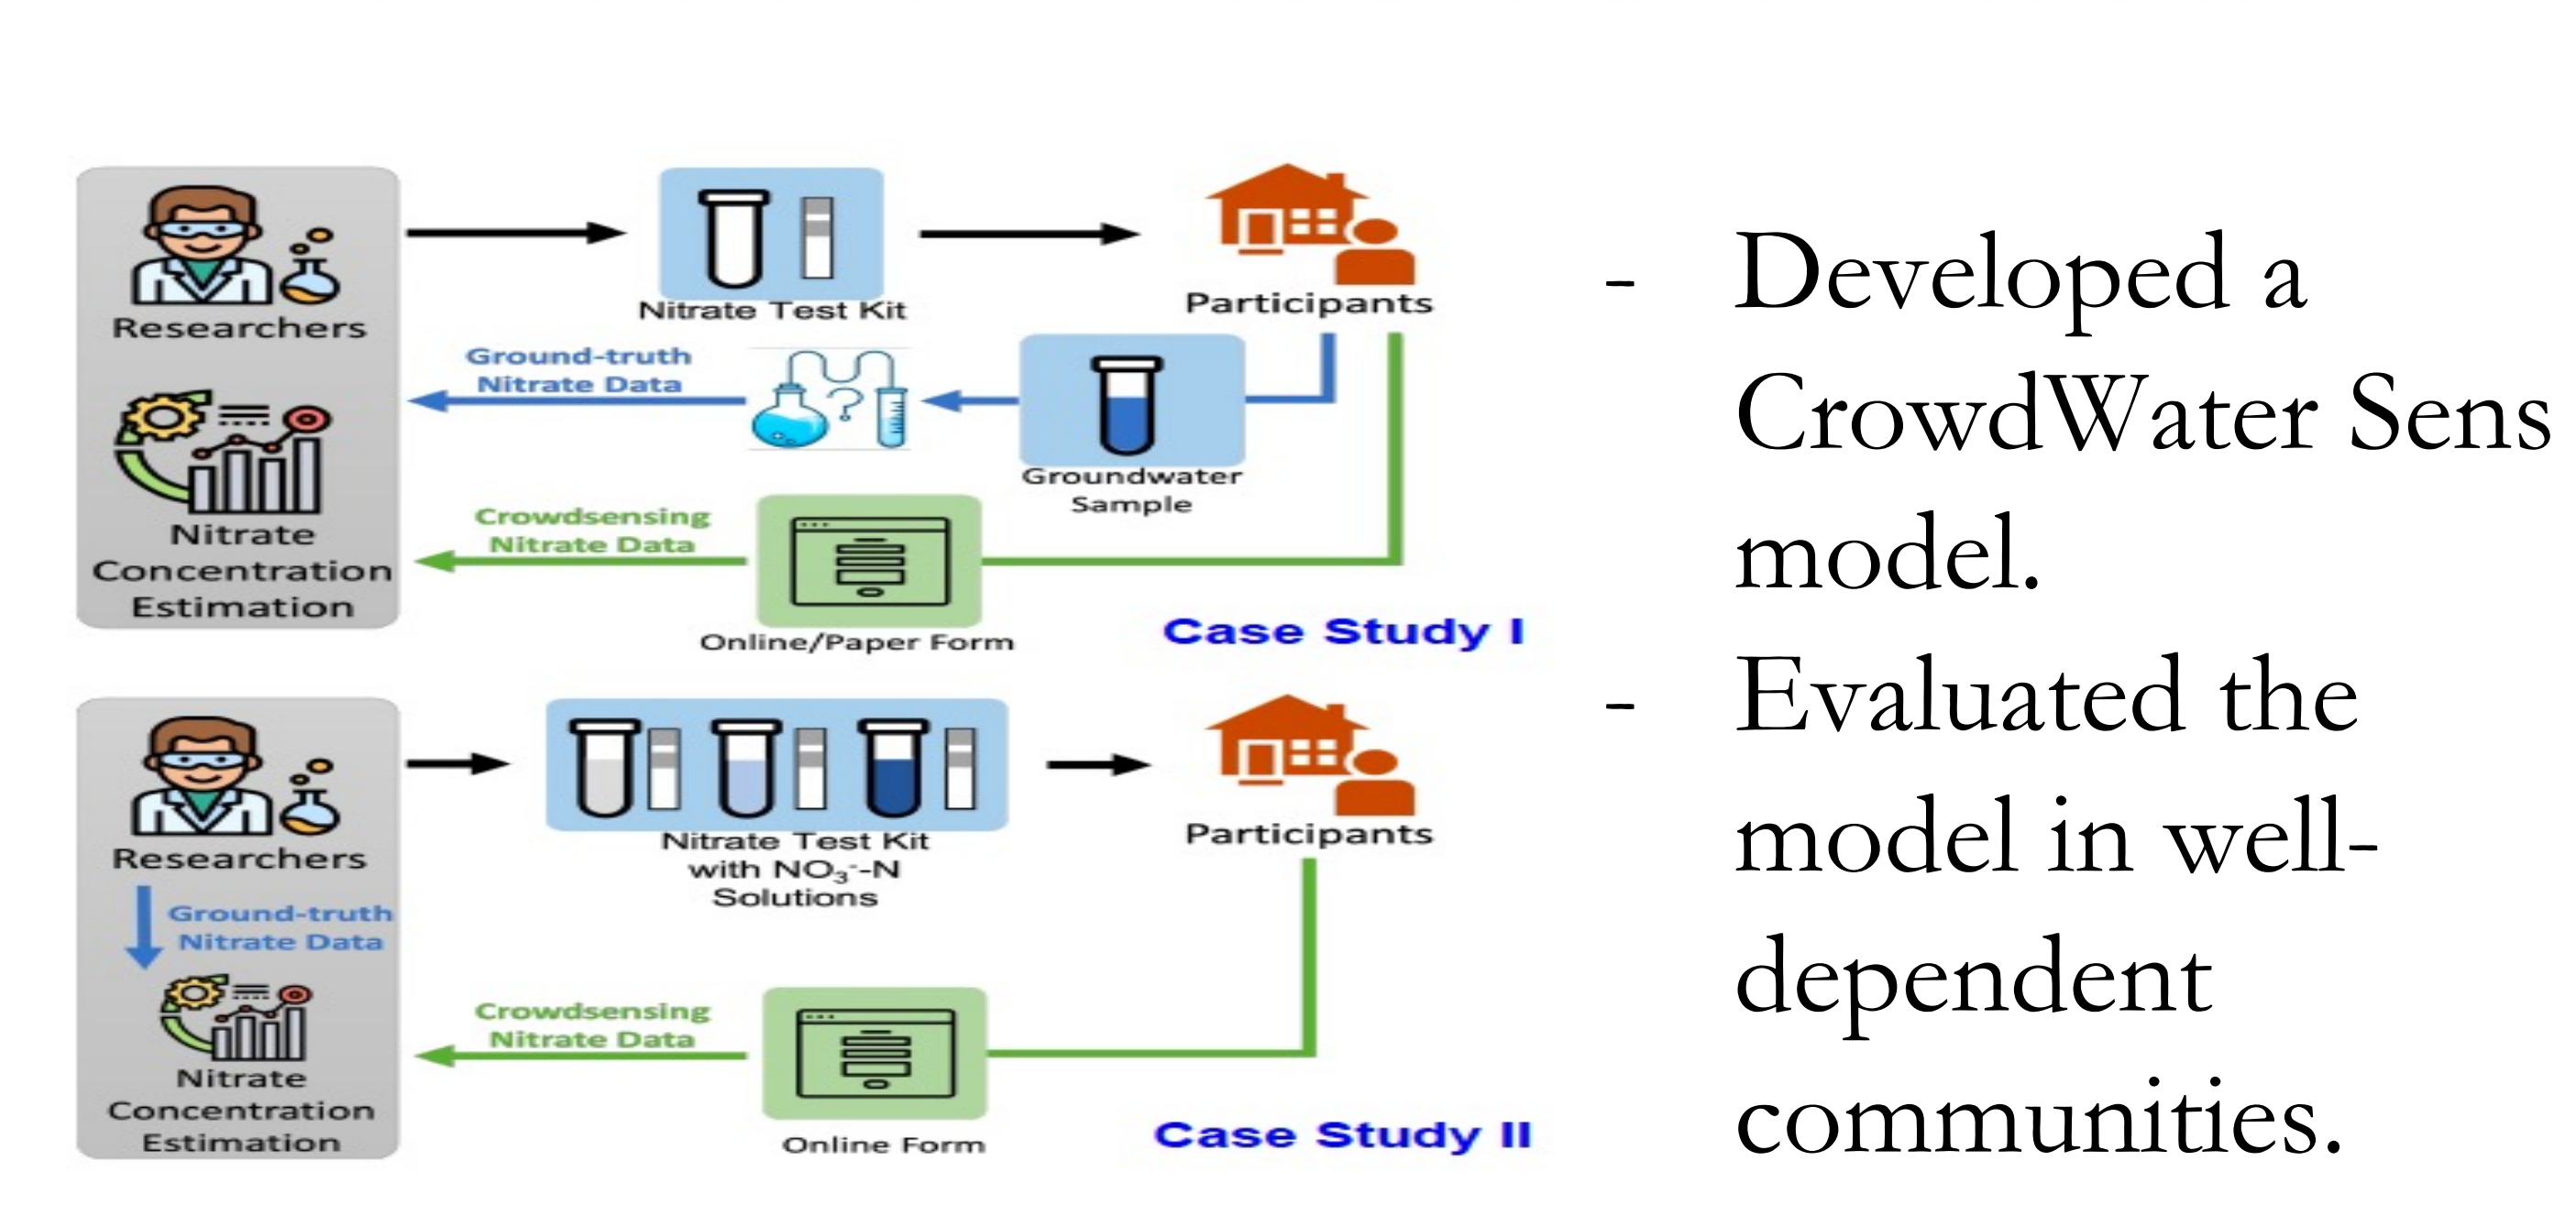 Researchers
Nitrate Test Kit
Participants
Ground-truth
Nitrate Data
?
Groundwater
Sample
Crowdsensing
Nitrate Data
Nitrate
Concentration
Estimation
Online/Paper Form
Case Study I
Researchers
Nitrate Test Kit
with NO₃⁻-N
Solutions
Participants
Ground-truth
Nitrate Data
Crowdsensing
Nitrate Data
Nitrate
Concentration
Estimation
Online Form
Case Study II
- Developed a
CrowdWater Sens
model.
- Evaluated the
model in well-
dependent
communities.